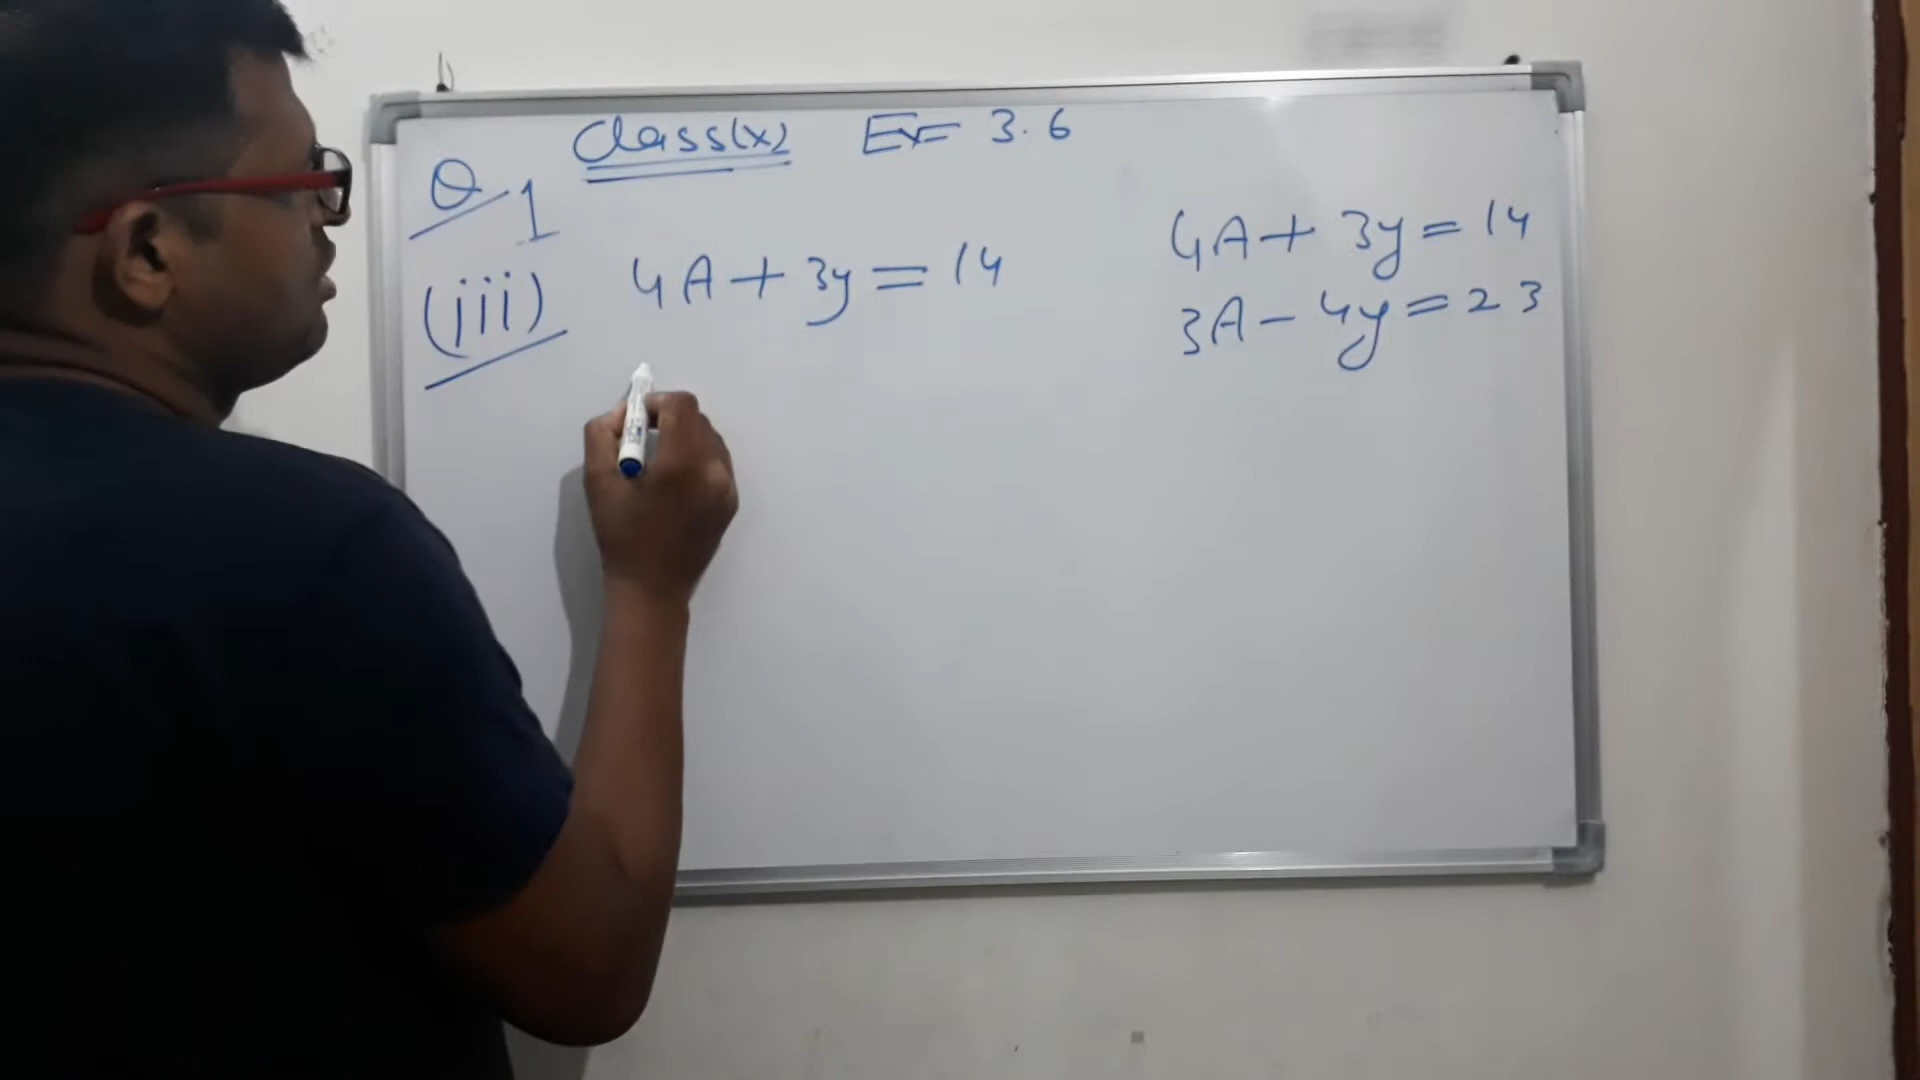 Class(x) Ex= 3.6
Q 1
(iii) 4A + 3y = 14
4A + 3y = 14
3A - 4y = 23